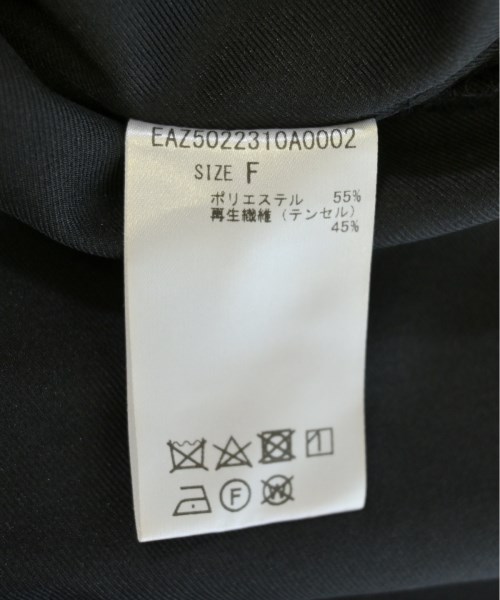 EAZ5022310A0002
SIZE F
ポリエステル 55%
再生繊維(テンセル)
45%
F
W